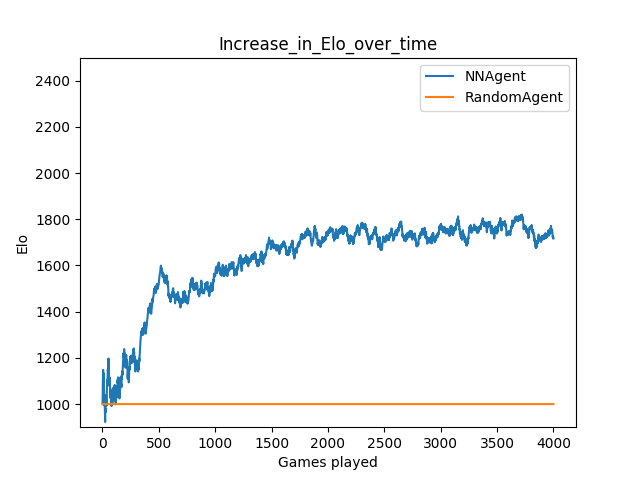 Increase_in_Elo_over_time
NNAgent
RandomAgent
2400
2200
2000
1800
1600
1400
1200
1000
Elo
0 500 1000 1500 2000 2500 3000 3500 4000
Games played